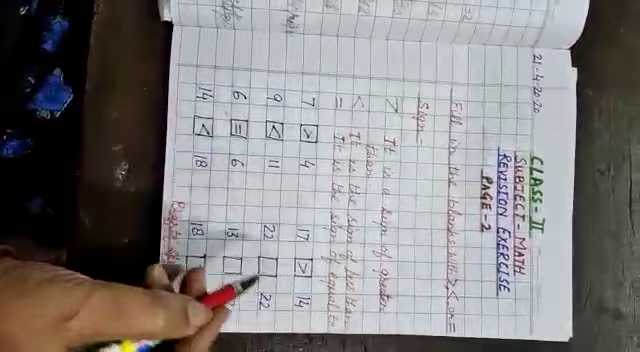 21-4-2020
CLASS-II
SUBJECT-MATH
REVISION EXERCISE
PAGE-2
Fill in the blanks with >, < or =
Sign-
> It is a sign of greater
than
< It is the sign of less than
= It is the sign of equal to
7 > 4 17 > 14
9 < 11 22 22
6 = 6 13
14 < 18 18